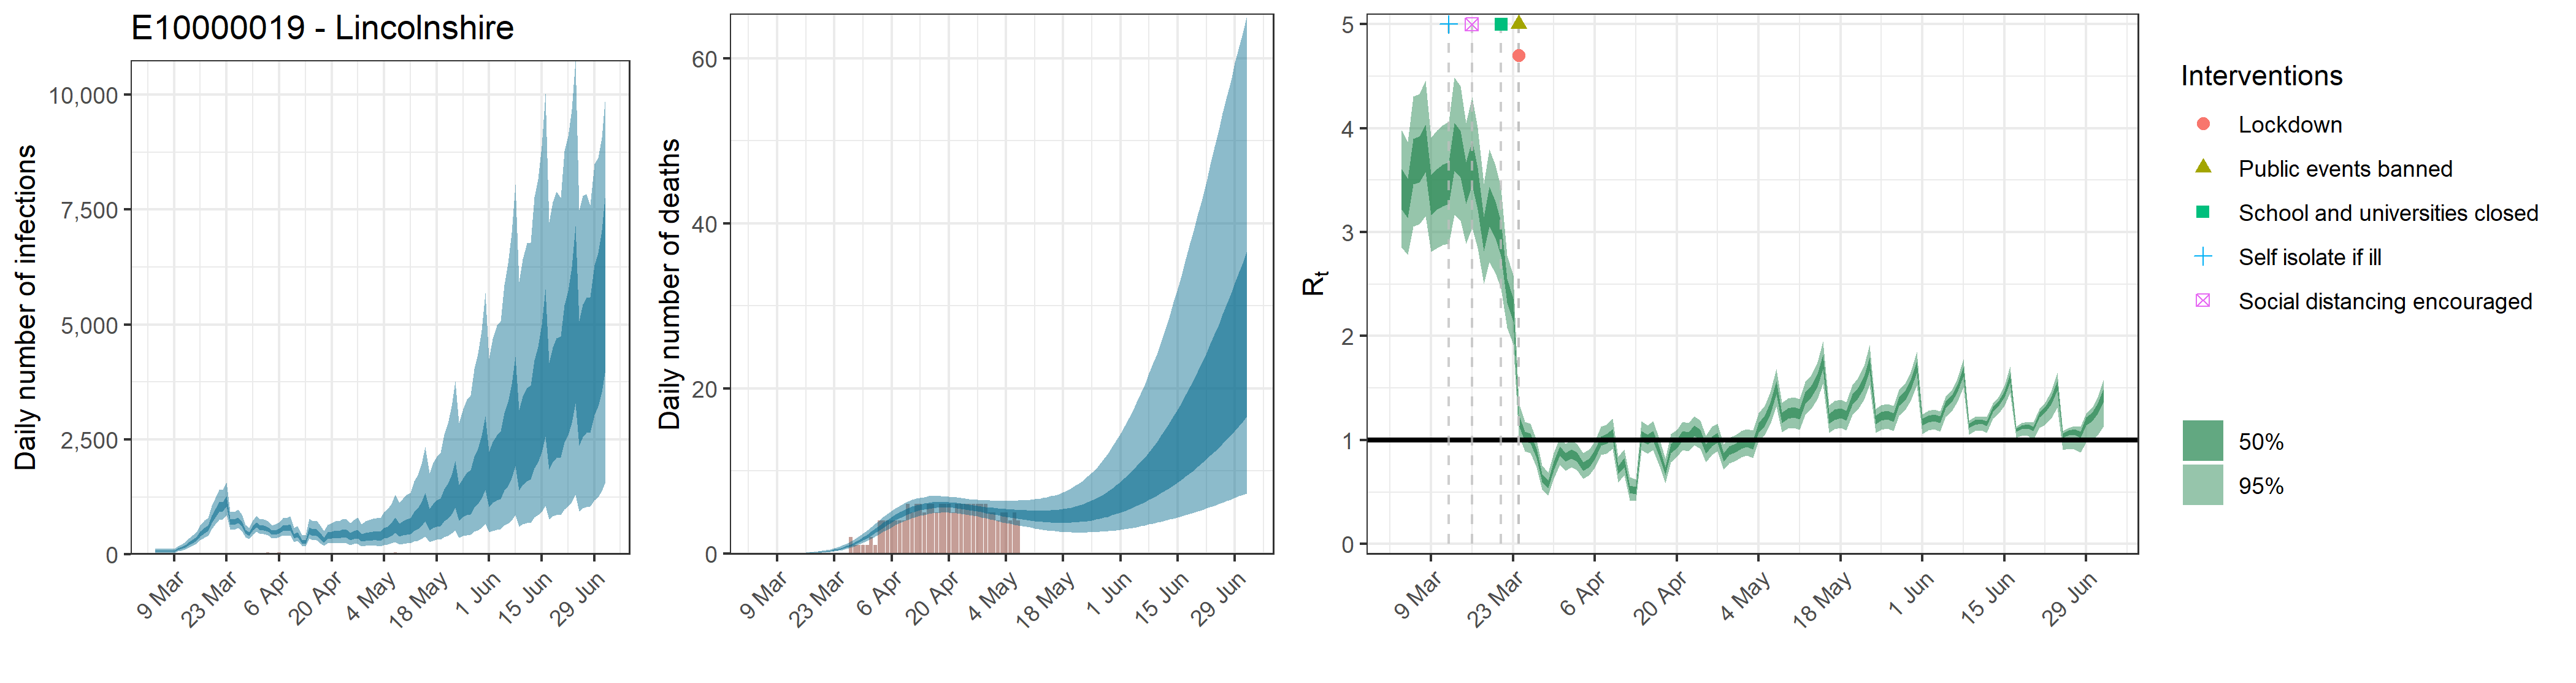 E10000019 - Lincolnshire
Daily number of infections
10,000
7,500
5,000
2,500
0
9 Mar
23 Mar
6 Apr
20 Apr
4 May
18 May
1 Jun
15 Jun
29 Jun
Daily number of deaths
60
40
20
0
9 Mar
23 Mar
6 Apr
20 Apr
4 May
18 May
1 Jun
15 Jun
29 Jun
Rt
5
4
3
2
1
0
9 Mar
23 Mar
6 Apr
20 Apr
4 May
18 May
1 Jun
15 Jun
29 Jun
Interventions
Lockdown
Public events banned
School and universities closed
Self isolate if ill
Social distancing encouraged
50%
95%